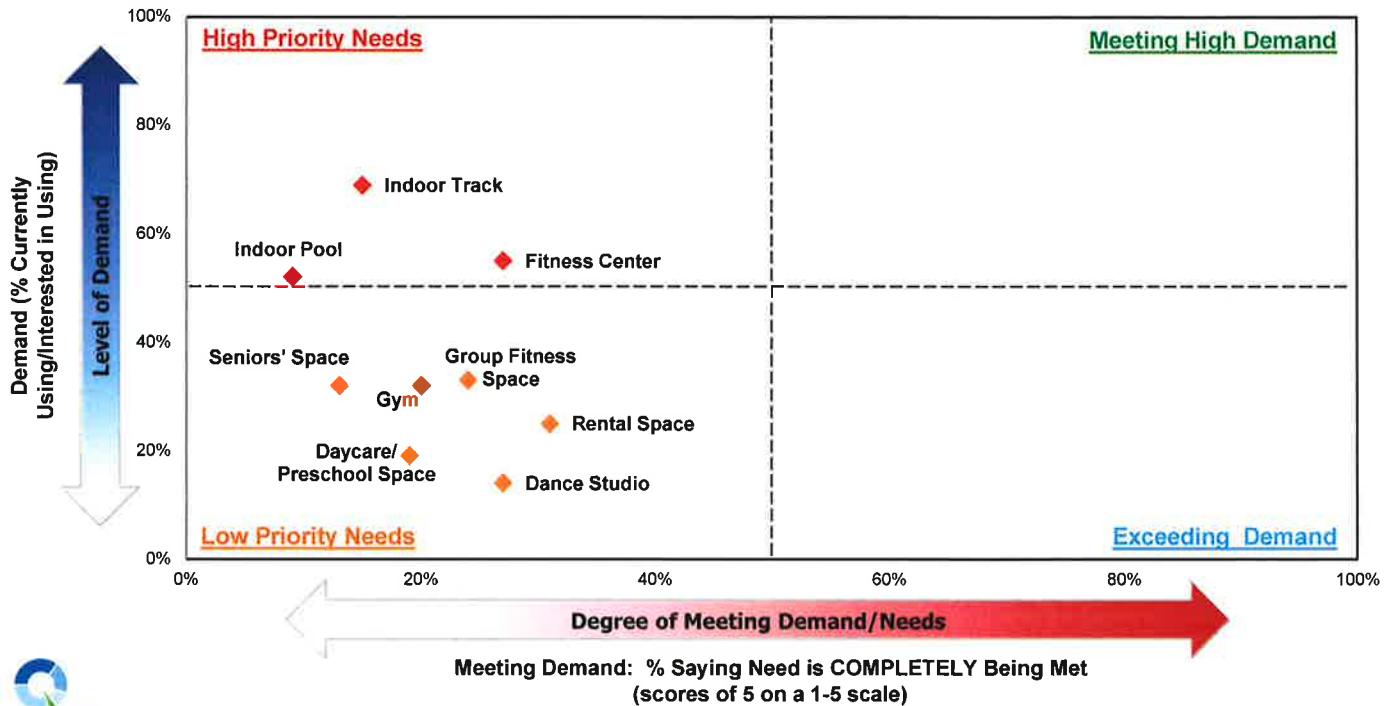 100%
High Priority Needs
Meeting High Demand
80%
Demand (% Currently
Using/Interested in Using)
Level of Demand
Indoor Track
60%
Indoor Pool
Fitness Center
40%
Seniors' Space
Group Fitness
Space
Gym
Rental Space
20%
Daycare/
Preschool Space
Dance Studio
Low Priority Needs
Exceeding Demand
0%
0%
20%
40%
60%
80%
100%
Degree of Meeting Demand/Needs
Meeting Demand: % Saying Need is COMPLETELY Being Met
(scores of 5 on a 1-5 scale)